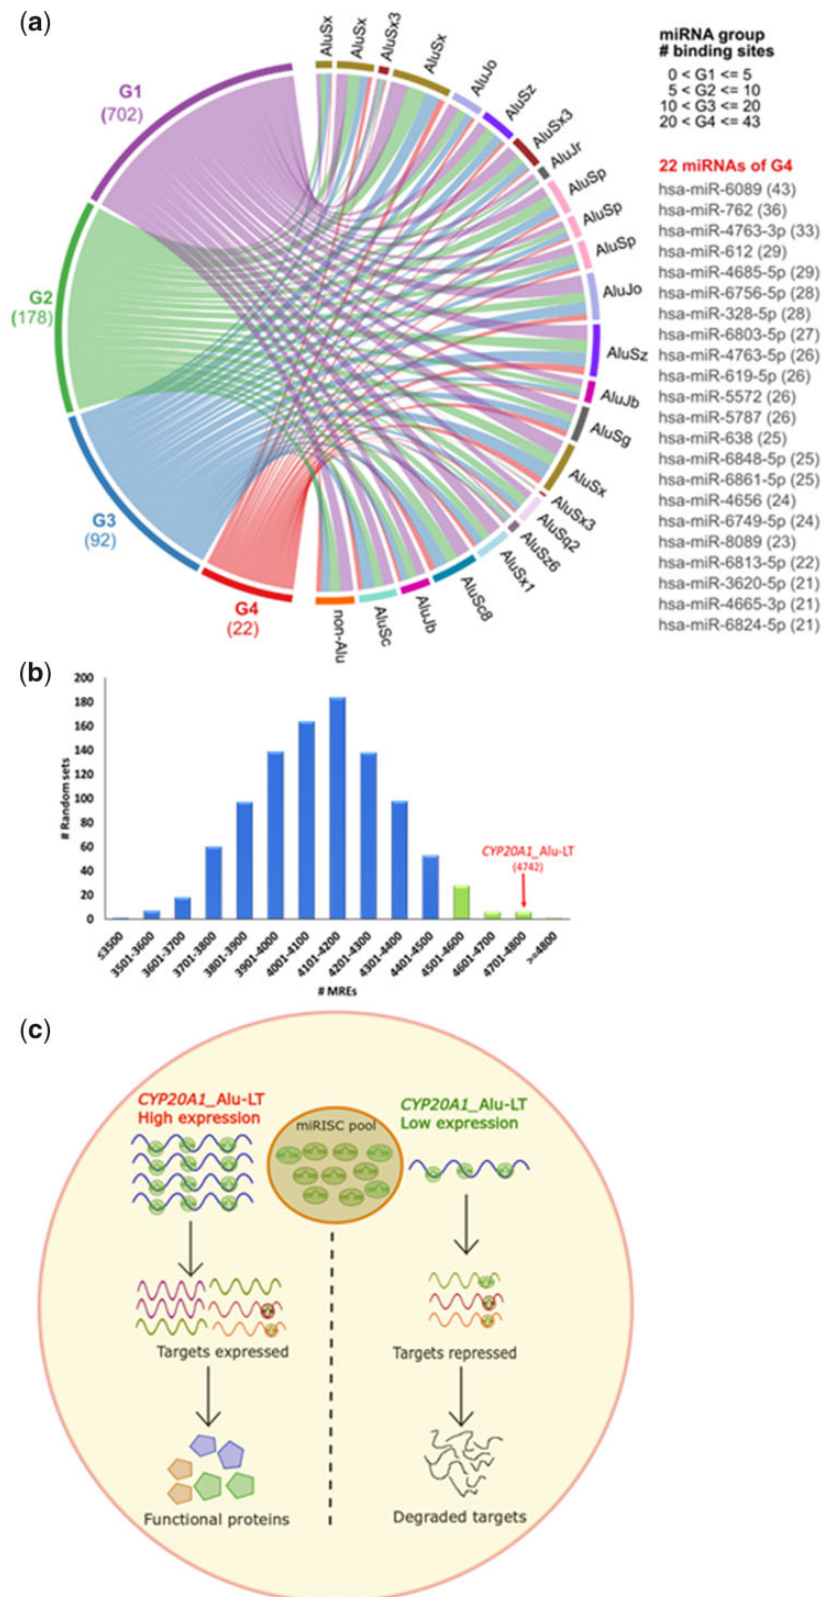 (a)
G1
(702)
G2
(178)
G3
(92)
G4
(22)
AluSx
AluSx
AluSx3
AluSx
AluJo
AluSz
AluSx3
AluJr
AluSp
AluSp
AluSp
AluJo
AluSz
AluJb
AluSg
AluSx
AluSx3
AluSq2
AluSz6
AluSx1
AluSc8
AluJb
AluSc
non-Alu
miRNA group
# binding sites
0 < G1 <= 5
5 < G2 <= 10
10 < G3 <= 20
20 < G4 <= 43
22 miRNAs of G4
hsa-miR-6089 (43)
hsa-miR-762 (36)
hsa-miR-4763-3p (33)
hsa-miR-612 (29)
hsa-miR-4685-5p (29)
hsa-miR-6756-5p (28)
hsa-miR-328-5p (28)
hsa-miR-6803-5p (27)
hsa-miR-4763-5p (26)
hsa-miR-619-5p (26)
hsa-miR-5572 (26)
hsa-miR-5787 (26)
hsa-miR-638 (25)
hsa-miR-6848-5p (25)
hsa-miR-6861-5p (25)
hsa-miR-4656 (24)
hsa-miR-6749-5p (24)
hsa-miR-8089 (23)
hsa-miR-6813-5p (22)
hsa-miR-3620-5p (21)
hsa-miR-4665-3p (21)
hsa-miR-6824-5p (21)
(b)
# Random sets
200
180
160
140
120
100
80
60
40
20
0
CYP20A1_Alu-LT
(4742)
≤3500
3501-3600
3601-3700
3701-3800
3801-3900
3901-4000
4001-4100
4101-4200
4201-4300
4301-4400
4401-4500
4501-4600
4601-4700
4701-4800
>=4800
# MREs
(c)
CYP20A1_Alu-LT
High expression
miRISC pool
CYP20A1_Alu-LT
Low expression
Targets expressed
Targets repressed
Functional proteins
Degraded targets